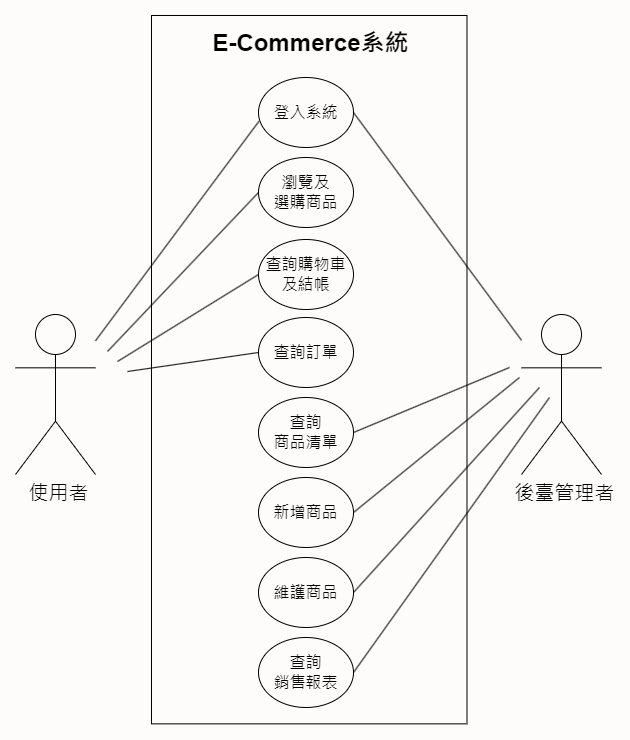 E-Commerce系統
登入系統
瀏覽及
選購商品
查詢購物車
及結帳
查詢訂單
查詢
商品清單
新增商品
維護商品
查詢
銷售報表
使用者
後臺管理者